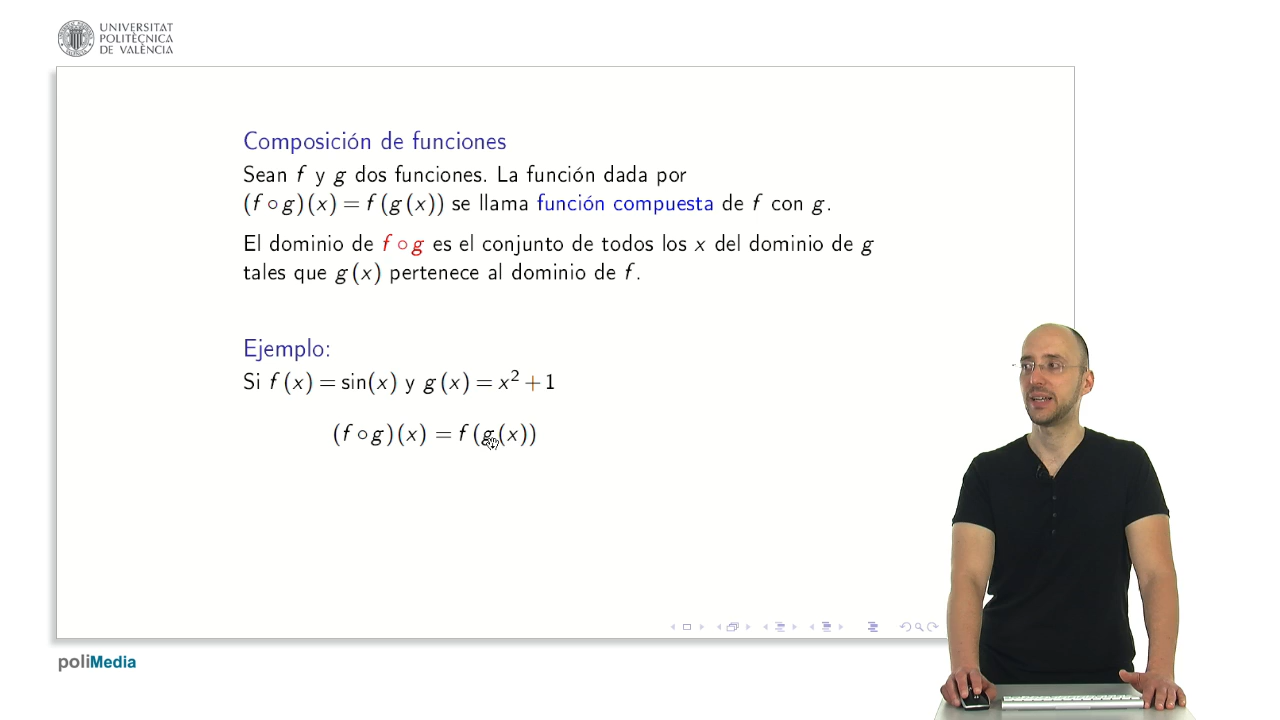 UNIVERSITAT
POLITÈCNICA
DE VALÈNCIA
Composición de funciones
Sean f y g dos funciones. La función dada por
(f ∘ g)(x) = f(g(x)) se llama función compuesta de f con g.
El dominio de f ∘ g es el conjunto de todos los x del dominio de g
tales que g(x) pertenece al dominio de f.
Ejemplo:
Si f(x) = sin(x) y g(x) = x² + 1
(f ∘ g)(x) = f(g(x))
poliMedia